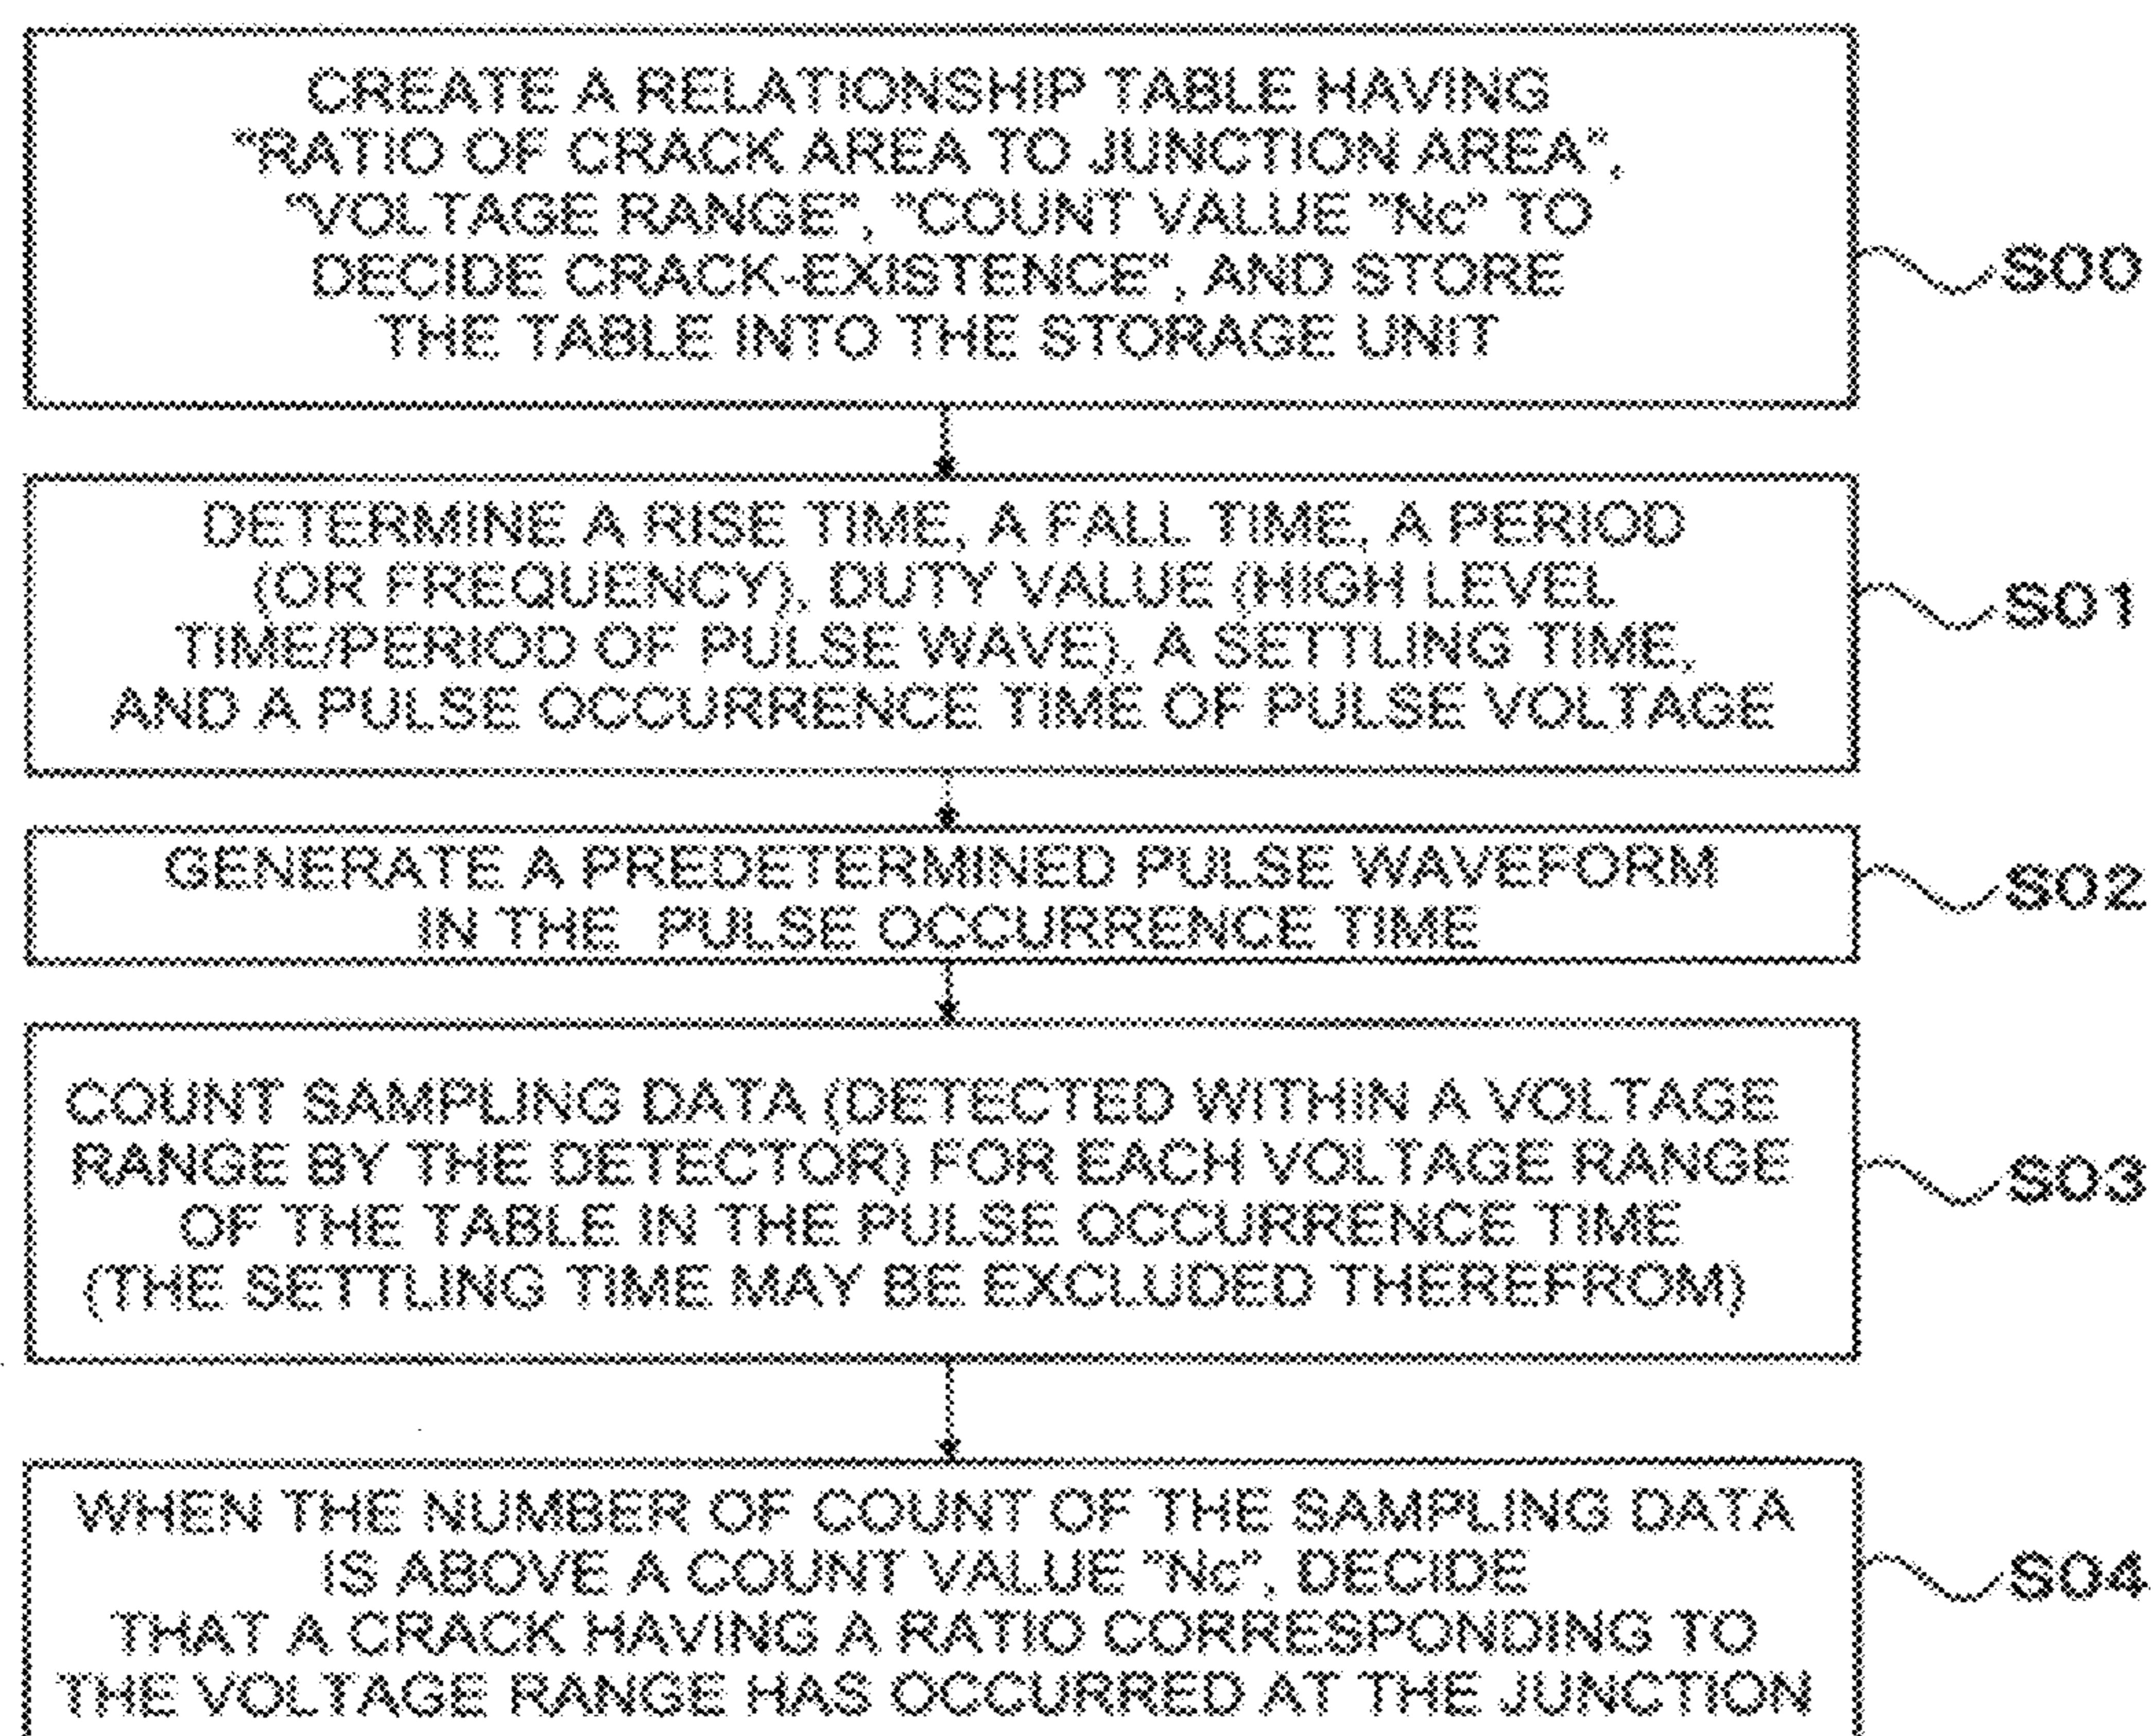 CREATE A RELATIONSHIP TABLE HAVING
"RATIO OF CRACK AREA TO JUNCTION AREA",
"VOLTAGE RANGE", "COUNT VALUE "Nc" TO
DECIDE CRACK-EXISTENCE", AND STORE
THE TABLE INTO THE STORAGE UNIT
S00
DETERMINE A RISE TIME, A FALL TIME, A PERIOD
(OR FREQUENCY), DUTY VALUE (HIGH LEVEL
TIME/PERIOD OF PULSE WAVE), A SETTLING TIME,
AND A PULSE OCCURRENCE TIME OF PULSE VOLTAGE
S01
GENERATE A PREDETERMINED PULSE WAVEFORM
IN THE PULSE OCCURRENCE TIME
S02
COUNT SAMPLING DATA (DETECTED WITHIN A VOLTAGE
RANGE BY THE DETECTOR) FOR EACH VOLTAGE RANGE
OF THE TABLE IN THE PULSE OCCURRENCE TIME
(THE SETTLING TIME MAY BE EXCLUDED THEREFROM)
S03
WHEN THE NUMBER OF COUNT OF THE SAMPLING DATA
IS ABOVE A COUNT VALUE "Nc", DECIDE
THAT A CRACK HAVING A RATIO CORRESPONDING TO
THE VOLTAGE RANGE HAS OCCURRED AT THE JUNCTION
S04